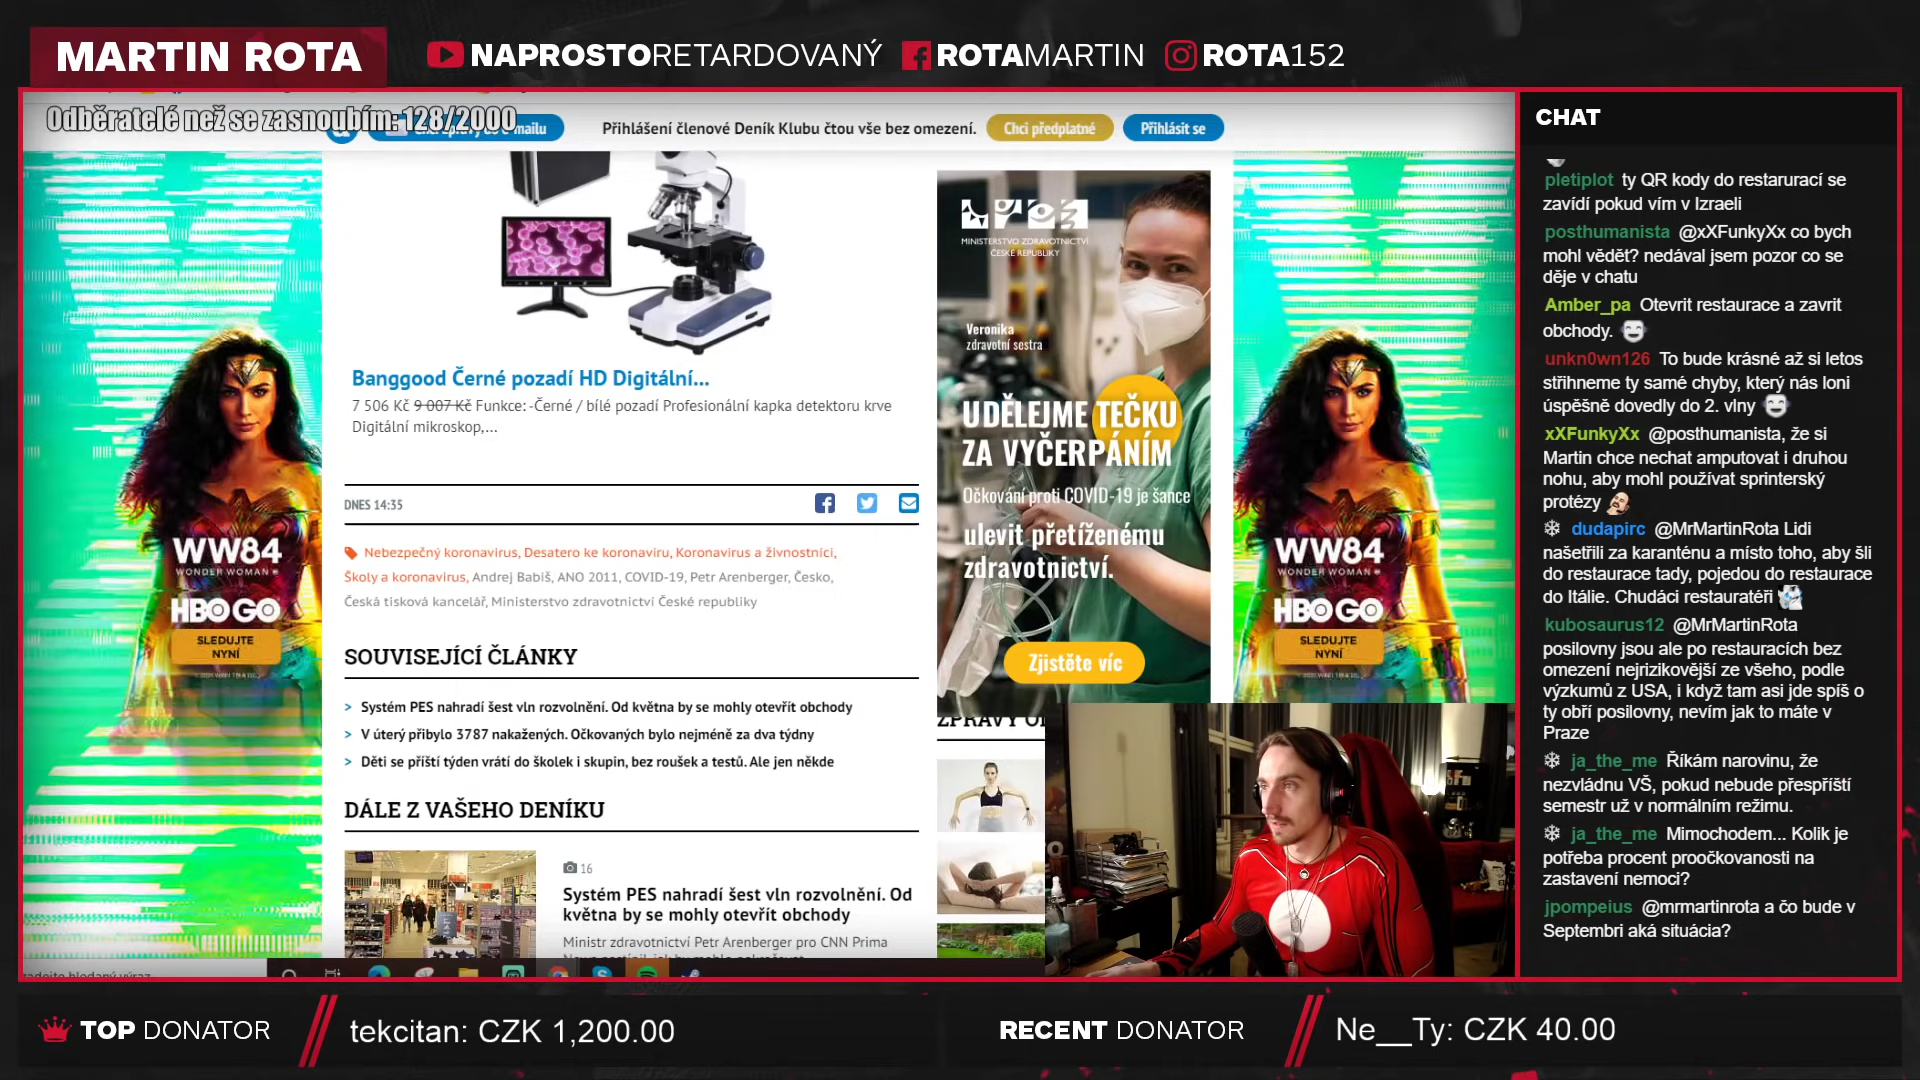 MARTIN ROTA
NAPROSTORETARDOVANÝ
ROTAMARTIN
ROTA152
Odběratelé než se zasnoubím: 128/2000
mailu
Přihlášení členové Deník Klubu čtou vše bez omezení.
Chci předplatné
Přihlásit se
Banggood Černé pozadí HD Digitální...
7 506 Kč 9 007 Kč Funkce: -Černé / bílé pozadí Profesionální kapka detektoru krve
Digitální mikroskop,...
DNES 14:35
Nebezpečný koronavirus, Desatero ke koronaviru, Koronavirus a živnostníci,
Školy a koronavirus, Andrej Babiš, ANO 2011, COVID-19, Petr Arenberger, Česko,
Česká tisková kancelář, Ministerstvo zdravotnictví České republiky
SOUVISEJÍCÍ ČLÁNKY
> Systém PES nahradí šest vln rozvolnění. Od května by se mohly otevřít obchody
> V úterý přibylo 3787 nakažených. Očkovaných bylo nejméně za dva týdny
> Děti se příští týden vrátí do školek i skupin, bez roušek a testů. Ale jen někde
DÁLE Z VAŠEHO DENÍKU
16
Systém PES nahradí šest vln rozvolnění. Od
května by se mohly otevřít obchody
Ministr zdravotnictví Petr Arenberger pro CNN Prima
WW84
WONDER WOMAN
HBO GO
SLEDUJTE
NYNÍ
MINISTERSTVO ZDRAVOTNICTVÍ
ČESKÉ REPUBLIKY
Veronika
zdravotní sestra
UDĚLEJME TEČKU
ZA VYČERPÁNÍM
Očkování proti COVID-19 je šance
ulevit přetíženému
zdravotnictví.
Zjistěte víc
WW84
WONDER WOMAN
HBO GO
SLEDUJTE
NYNÍ
CHAT
pletiplot ty QR kody do restarurací se
zavídí pokud vím v Izraeli
posthumanista @xXFunkyXx co bych
mohl vědět? nedával jsem pozor co se
děje v chatu
Amber_pa Otevrit restaurace a zavrit
obchody.
unkn0wn126 To bude krásné až si letos
střihneme ty samé chyby, který nás loni
úspěšně dovedly do 2. vlny
xXFunkyXx @posthumanista, že si
Martin chce nechat amputovat i druhou
nohu, aby mohl používat sprinterský
protézy
dudapirc @MrMartinRota Lidi
našetřili za karanténu a místo toho, aby šli
do restaurace tady, pojedou do restaurace
do Itálie. Chudáci restauratéři
kubosaurus12 @MrMartinRota
posilovny jsou ale po restauracích bez
omezení nejrizikovější ze všeho, podle
výzkumů z USA, i když tam asi jde spíš o
ty obří posilovny, nevím jak to máte v
Praze
ja_the_me Říkám narovinu, že
nezvládnu VŠ, pokud nebude přespříští
semestr už v normálním režimu.
ja_the_me Mimochodem... Kolik je
potřeba procent proočkovanosti na
zastavení nemoci?
jpompeius @mrmartinrota a čo bude v
Septembri aká situácia?
TOP DONATOR
tekcitan: CZK 1,200.00
RECENT DONATOR
Ne__Ty: CZK 40.00